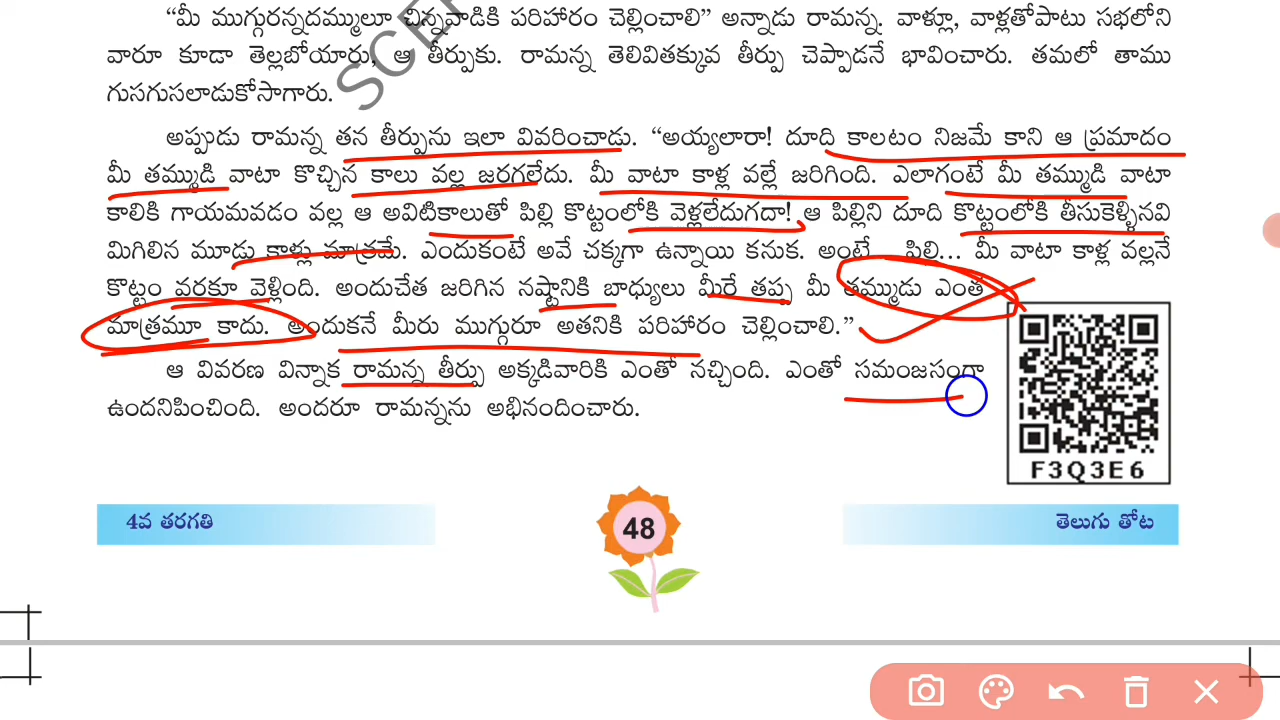 “మీ ముగ్గురన్నదమ్ములూ చిన్నవాడికి పరిహారం చెల్లించాలి” అన్నాడు రామన్న. వాళ్లూ, వాళ్లతోపాటు సభలోని
వారూ కూడా తెల్లబోయారు, ఆ తీర్పుకు. రామన్న తెలివితక్కువ తీర్పు చెప్పాడనే భావించారు. తమలో తాము
గుసగుసలాడుకోసాగారు.
అప్పుడు రామన్న తన తీర్పును ఇలా వివరించాడు. “అయ్యలారా! దూది కాలటం నిజమే కాని ఆ ప్రమాదం
మీ తమ్ముడి వాటా కొచ్చిన కాలు వల్ల జరగలేదు. మీ వాటా కాళ్ల వల్లే జరిగింది. ఎలాగంటే మీ తమ్ముడి వాటా
కాలికి గాయమవడం వల్ల ఆ అవిటికాలుతో పిల్లి కొట్టంలోకి వెళ్లలేదుగదా! ఆ పిల్లిని దూది కొట్టంలోకి తీసుకెళ్ళినవి
మిగిలిన మూడు కాళ్లు మాత్రమే. ఎందుకంటే అవే చక్కగా ఉన్నాయి కనుక. అంటే పిల్లి... మీ వాటా కాళ్ల వల్లనే
కొట్టం వరకూ వెళ్లింది. అందుచేత జరిగిన నష్టానికి బాధ్యులు మీరే తప్ప మీ తమ్ముడు ఎంత
మాత్రమూ కాదు. అందుకనే మీరు ముగ్గురూ అతనికి పరిహారం చెల్లించాలి.”
ఆ వివరణ విన్నాక రామన్న తీర్పు అక్కడివారికి ఎంతో నచ్చింది. ఎంతో సమంజసంగా
ఉందనిపించింది. అందరూ రామన్నను అభినందించారు.
F3Q3E6
4వ తరగతి
48
తెలుగు తోట